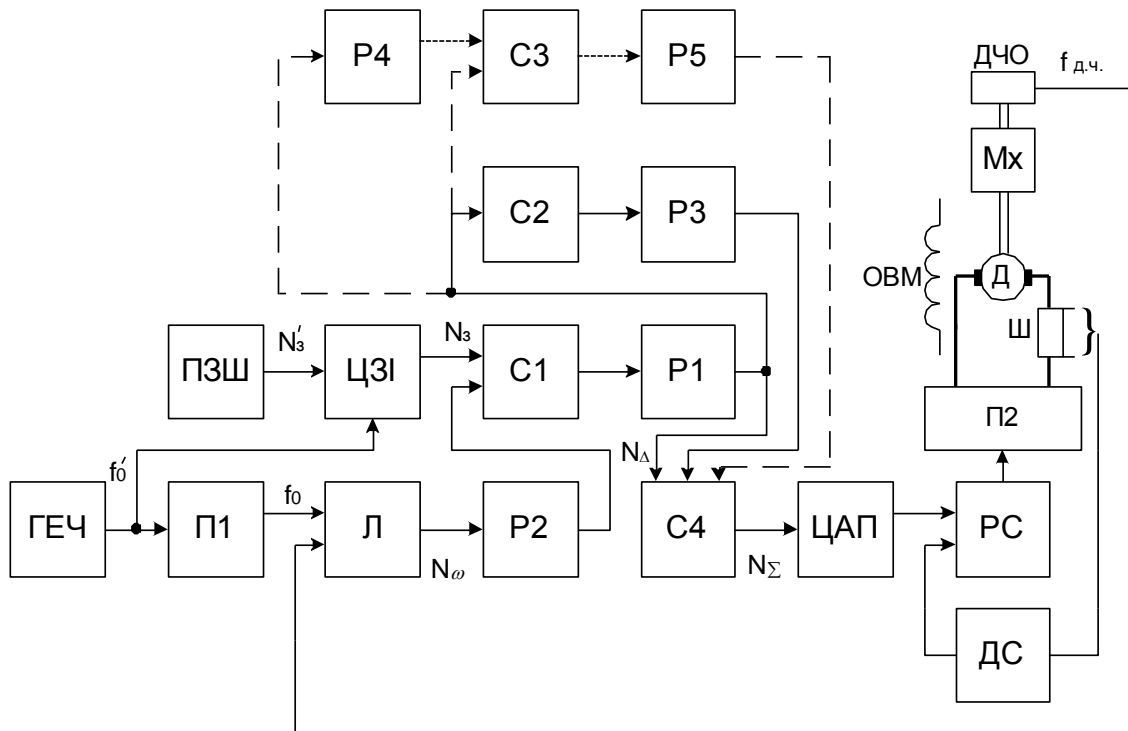 Р4
С3
Р5
ДЧО
f д.ч.
Мх
С2
Р3
ОВМ
Д
Ш
ПЗШ
N'з
ЦЗІ
Nз
С1
Р1
П2
NΔ
f'0
f0
ГЕЧ
П1
Л
Р2
С4
ЦАП
РС
Nω
NΣ
ДС